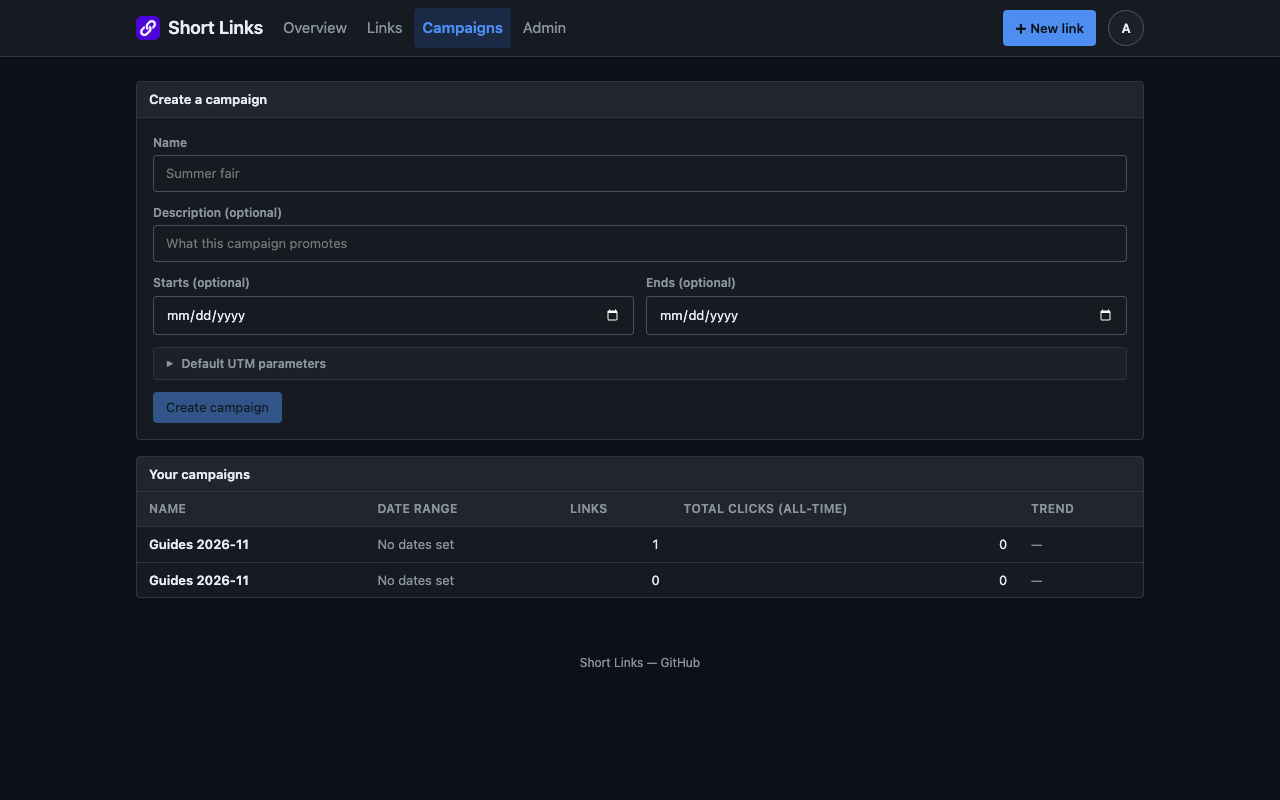 Short Links Overview Links Campaigns Admin + New link A
Create a campaign
Name
Summer fair
Description (optional)
What this campaign promotes
Starts (optional) Ends (optional)
mm/dd/yyyy mm/dd/yyyy
Default UTM parameters
Create campaign
Your campaigns
NAME DATE RANGE LINKS TOTAL CLICKS (ALL-TIME) TREND
Guides 2026-11 No dates set 1 0 —
Guides 2026-11 No dates set 0 0 —
Short Links — GitHub